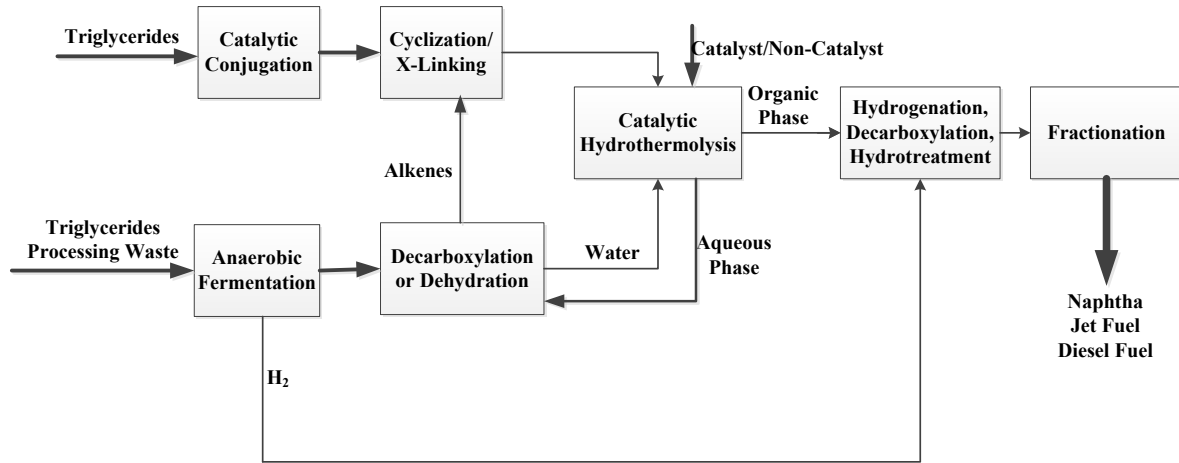 Triglycerides
Catalytic
Conjugation
Cyclization/
X-Linking
Catalyst/Non-Catalyst
Catalytic
Hydrothermolysis
Organic
Phase
Hydrogenation,
Decarboxylation,
Hydrotreatment
Fractionation
Alkenes
Triglycerides
Processing Waste
Anaerobic
Fermentation
Decarboxylation
or Dehydration
Water
Aqueous
Phase
Naphtha
Jet Fuel
Diesel Fuel
H₂